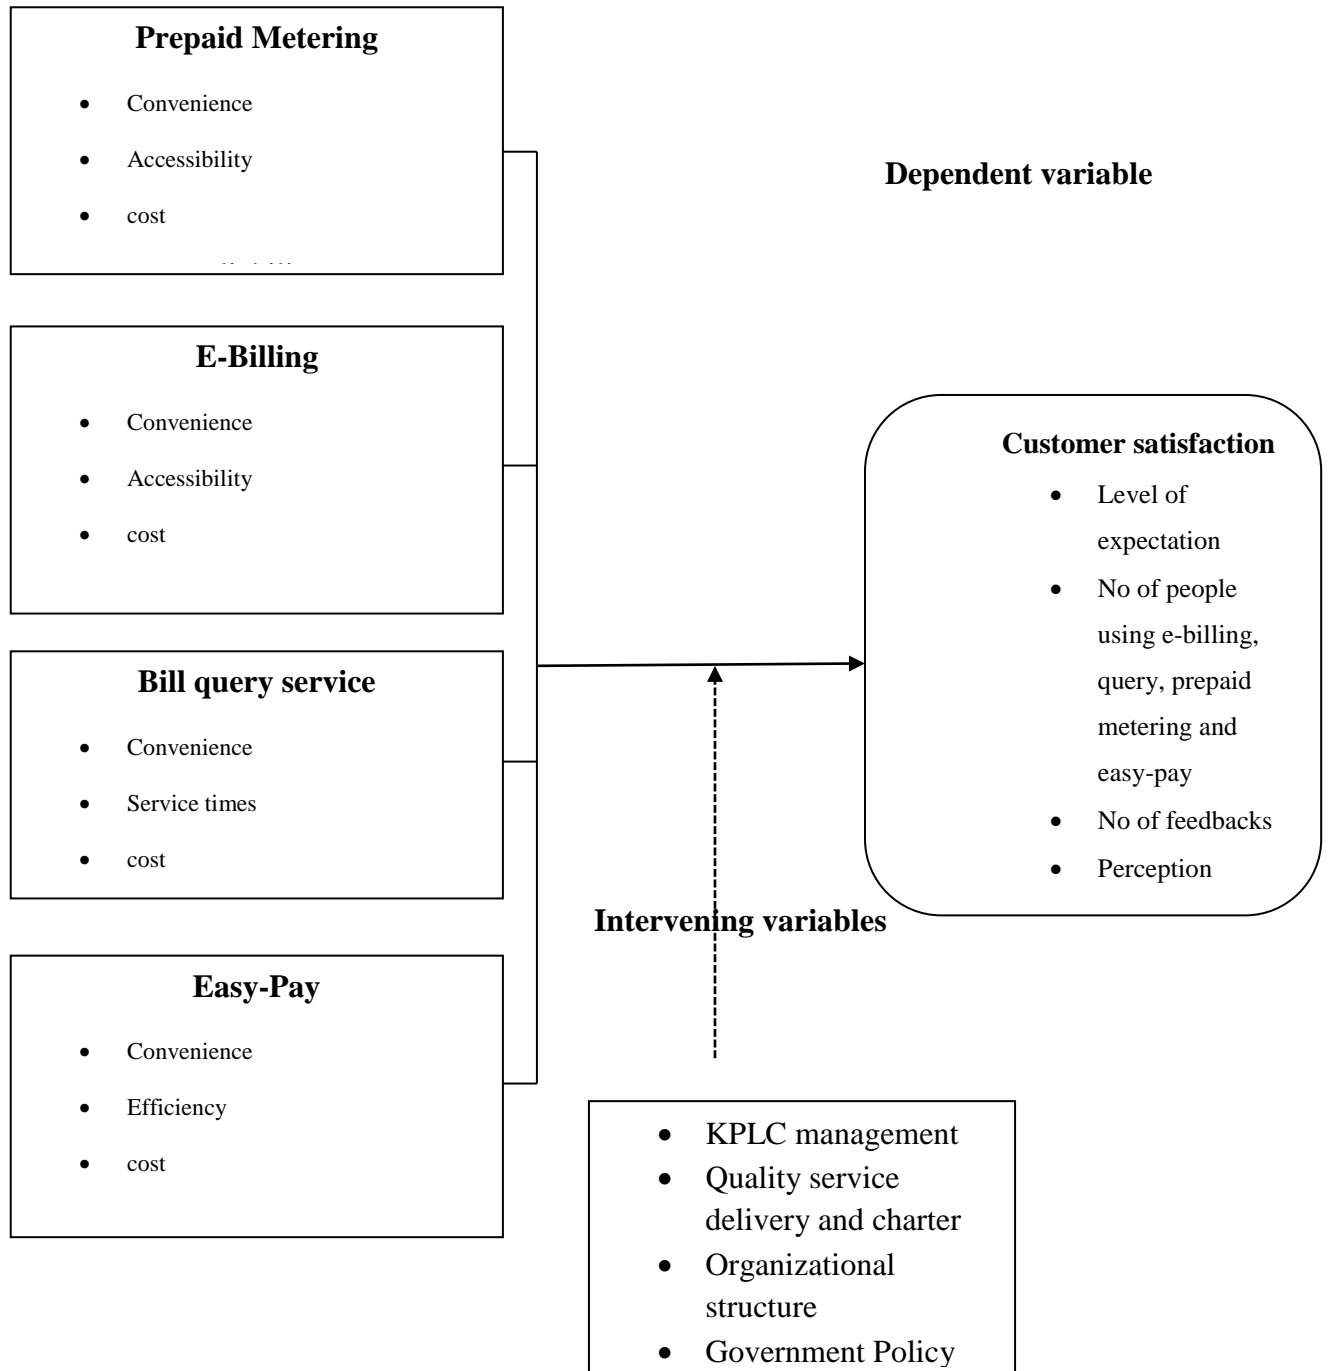 Prepaid Metering
• Convenience
• Accessibility
• cost
Dependent variable
E-Billing
• Convenience
• Accessibility
• cost
Customer satisfaction
• Level of
expectation
• No of people
using e-billing,
query, prepaid
metering and
easy-pay
• No of feedbacks
• Perception
Bill query service
• Convenience
• Service times
• cost
Intervening variables
Easy-Pay
• Convenience
• Efficiency
• cost
• KPLC management
• Quality service
delivery and charter
• Organizational
structure
• Government Policy